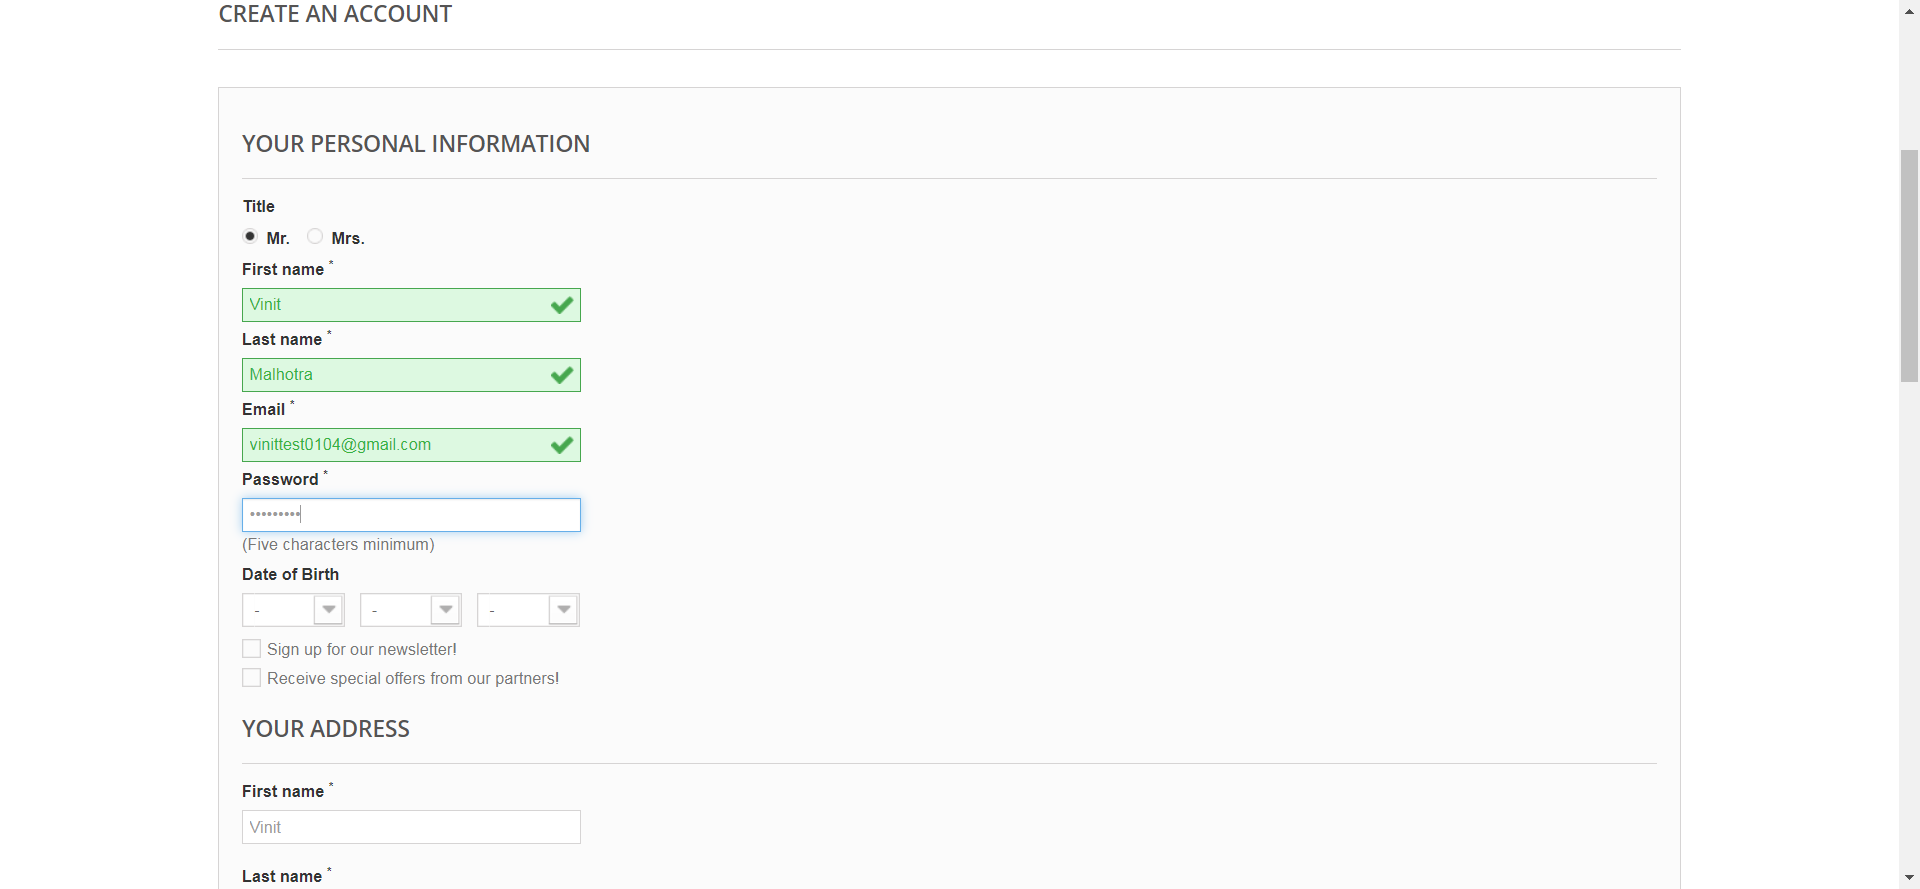 CREATE AN ACCOUNT
YOUR PERSONAL INFORMATION
Title
Mr. Mrs.
First name *
Vinit
Last name *
Malhotra
Email *
vinittest0104@gmail.com
Password *
•••••••••
(Five characters minimum)
Date of Birth
- - -
Sign up for our newsletter!
Receive special offers from our partners!
YOUR ADDRESS
First name *
Vinit
Last name *